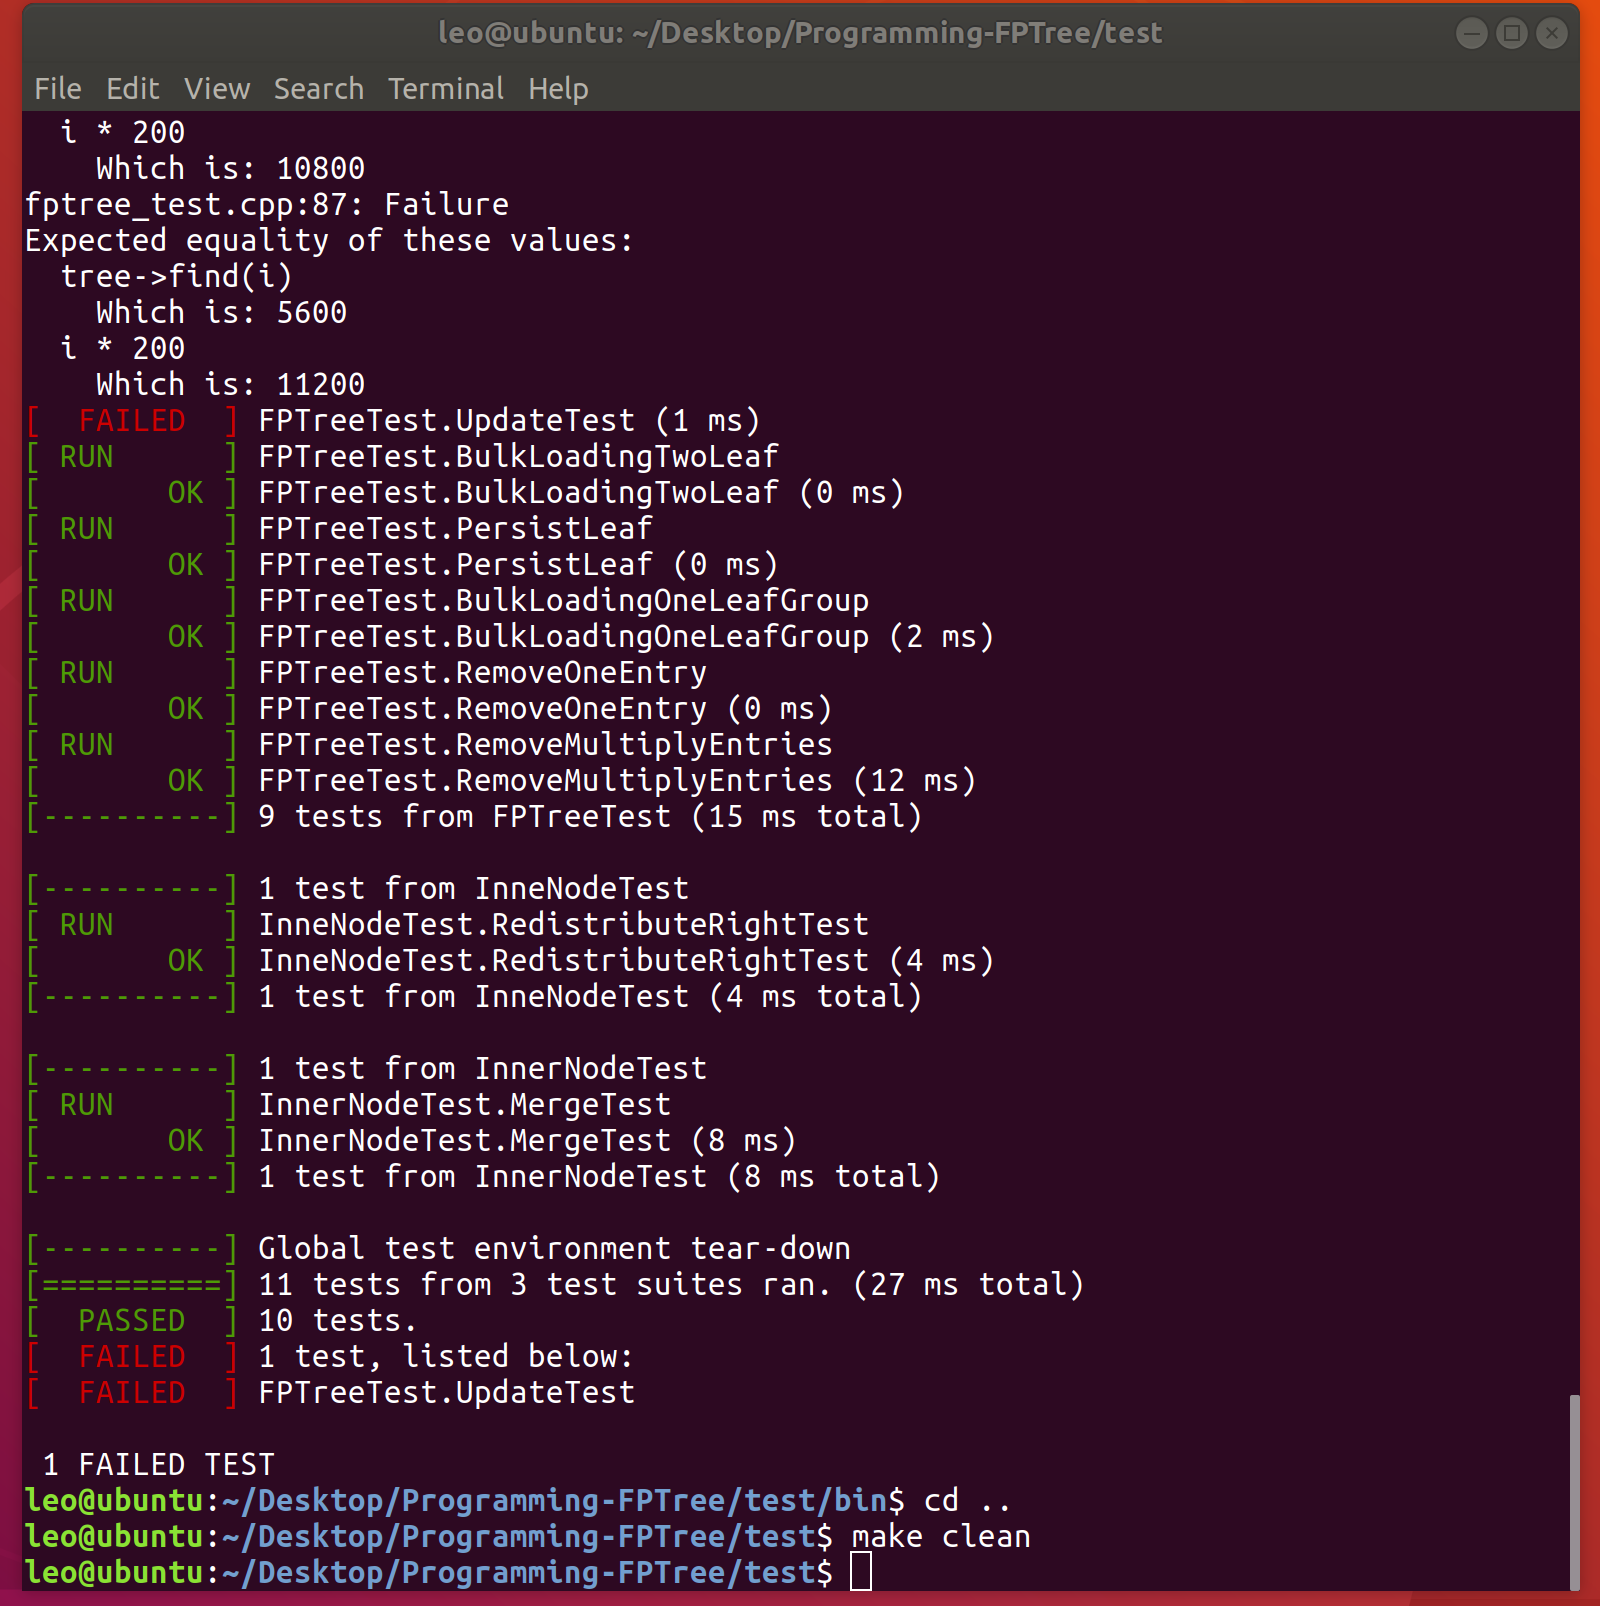 leo@ubuntu: ~/Desktop/Programming-FPTree/test
File Edit View Search Terminal Help
  i * 200
    Which is: 10800
fptree_test.cpp:87: Failure
Expected equality of these values:
  tree->find(i)
    Which is: 5600
  i * 200
    Which is: 11200
[  FAILED  ] FPTreeTest.UpdateTest (1 ms)
[ RUN      ] FPTreeTest.BulkLoadingTwoLeaf
[       OK ] FPTreeTest.BulkLoadingTwoLeaf (0 ms)
[ RUN      ] FPTreeTest.PersistLeaf
[       OK ] FPTreeTest.PersistLeaf (0 ms)
[ RUN      ] FPTreeTest.BulkLoadingOneLeafGroup
[       OK ] FPTreeTest.BulkLoadingOneLeafGroup (2 ms)
[ RUN      ] FPTreeTest.RemoveOneEntry
[       OK ] FPTreeTest.RemoveOneEntry (0 ms)
[ RUN      ] FPTreeTest.RemoveMultiplyEntries
[       OK ] FPTreeTest.RemoveMultiplyEntries (12 ms)
[----------] 9 tests from FPTreeTest (15 ms total)

[----------] 1 test from InneNodeTest
[ RUN      ] InneNodeTest.RedistributeRightTest
[       OK ] InneNodeTest.RedistributeRightTest (4 ms)
[----------] 1 test from InneNodeTest (4 ms total)

[----------] 1 test from InnerNodeTest
[ RUN      ] InnerNodeTest.MergeTest
[       OK ] InnerNodeTest.MergeTest (8 ms)
[----------] 1 test from InnerNodeTest (8 ms total)

[----------] Global test environment tear-down
[==========] 11 tests from 3 test suites ran. (27 ms total)
[  PASSED  ] 10 tests.
[  FAILED  ] 1 test, listed below:
[  FAILED  ] FPTreeTest.UpdateTest

 1 FAILED TEST
leo@ubuntu:~/Desktop/Programming-FPTree/test/bin$ cd ..
leo@ubuntu:~/Desktop/Programming-FPTree/test$ make clean
leo@ubuntu:~/Desktop/Programming-FPTree/test$